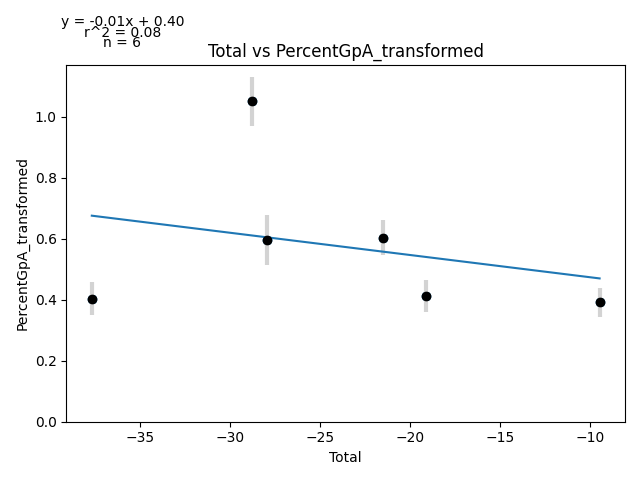 y = -0.01x + 0.40
r^2 = 0.08
n = 6
Total vs PercentGpA_transformed
1.0
0.8
0.6
0.4
0.2
0.0
PercentGpA_transformed
−35
−30
−25
−20
−15
−10
Total